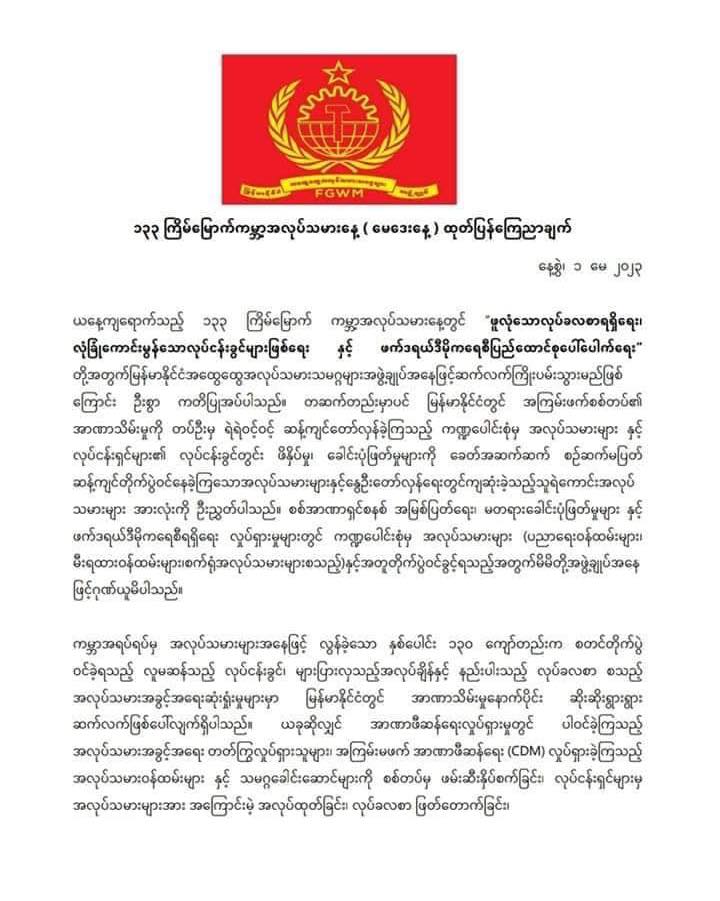 FGWM
၁၃၃ ကြိမ်မြောက်ကမ္ဘာ့အလုပ်သမားနေ့ ( မေဒေးနေ့ ) ထုတ်ပြန်ကြေညာချက်
နေ့စွဲ၊ ၁ မေ ၂၀၂၃
ယနေ့ကျရောက်သည့် ၁၃၃ ကြိမ်မြောက် ကမ္ဘာ့အလုပ်သမားနေ့တွင် "ဖူလုံသောလုပ်ခလစာရရှိရေး၊
လုံခြုံကောင်းမွန်သောလုပ်ငန်းခွင်များဖြစ်ရေး နှင့် ဖက်ဒရယ်ဒီမိုကရေစီပြည်ထောင်စုပေါ်ပေါက်ရေး"
တို့အတွက်မြန်မာနိုင်ငံအထွေထွေအလုပ်သမားသမဂ္ဂများအဖွဲ့ချုပ်အနေဖြင့်ဆက်လက်ကြိုးပမ်းသွားမည်ဖြစ်
ကြောင်း ဦးစွာ ကတိပြုအပ်ပါသည်။ တဆက်တည်းမှာပင် မြန်မာနိုင်ငံတွင် အကြမ်းဖက်စစ်တပ်၏
အာဏာသိမ်းမှုကို တပ်ဦးမှ ရဲရဲဝင့်ဝင့် ဆန့်ကျင်တော်လှန်ခဲ့ကြသည့် ကဏ္ဍပေါင်းစုံမှ အလုပ်သမားများ နှင့်
လုပ်ငန်းရှင်များ၏ လုပ်ငန်းခွင်တွင်း ဖိနှိပ်မှု၊ ခေါင်းပုံဖြတ်မှုများကို ခေတ်အဆက်ဆက် စဉ်ဆက်မပြတ်
ဆန့်ကျင်တိုက်ပွဲဝင်နေခဲ့ကြသောအလုပ်သမားများနှင့်နွေဦးတော်လှန်ရေးတွင်ကျဆုံးခဲ့သည့်သူရဲကောင်းအလုပ်
သမားများ အားလုံးကို ဦးညွှတ်ပါသည်။ စစ်အာဏာရှင်စနစ် အမြစ်ပြတ်ရေး၊ မတရားခေါင်းပုံဖြတ်မှုများ နှင့်
ဖက်ဒရယ်ဒီမိုကရေစီရရှိရေး လှုပ်ရှားမှုများတွင် ကဏ္ဍပေါင်းစုံမှ အလုပ်သမားများ (ပညာရေးဝန်ထမ်းများ၊
မီးရထားဝန်ထမ်းများ၊စက်ရုံအလုပ်သမားများစသည့်)နှင့်အတူတိုက်ပွဲဝင်ခွင့်ရသည့်အတွက်မိမိတို့အဖွဲ့ချုပ်အနေ
ဖြင့်ဂုဏ်ယူမိပါသည်။
ကမ္ဘာအရပ်ရပ်မှ အလုပ်သမားများအနေဖြင့် လွန်ခဲ့သော နှစ်ပေါင်း ၁၃၀ ကျော်တည်းက စတင်တိုက်ပွဲ
ဝင်ခဲ့ရသည့် လူမဆန်သည့် လုပ်ငန်းခွင်၊ များပြားလှသည့်အလုပ်ချိန်နှင့် နည်းပါးသည့် လုပ်ခလစာ စသည့်
အလုပ်သမားအခွင့်အရေးဆုံးရှုံးမှုများမှာ မြန်မာနိုင်ငံတွင် အာဏာသိမ်းမှုနောက်ပိုင်း ဆိုးဆိုးရွားရွား
ဆက်လက်ဖြစ်ပေါ်လျက်ရှိပါသည်။ ယခုဆိုလျှင် အာဏာဖီဆန်ရေးလှုပ်ရှားမှုတွင် ပါဝင်ခဲ့ကြသည့်
အလုပ်သမားအခွင့်အရေး တတ်ကြွလှုပ်ရှားသူများ၊ အကြမ်းမဖက် အာဏာဖီဆန်ရေး (CDM) လှုပ်ရှားခဲ့ကြသည့်
အလုပ်သမားဝန်ထမ်းများ နှင့် သမဂ္ဂခေါင်းဆောင်များကို စစ်တပ်မှ ဖမ်းဆီးနှိပ်စက်ခြင်း၊ လုပ်ငန်းရှင်များမှ
အလုပ်သမားများအား အကြောင်းမဲ့ အလုပ်ထုတ်ခြင်း၊ လုပ်ခလစာ ဖြတ်တောက်ခြင်း၊